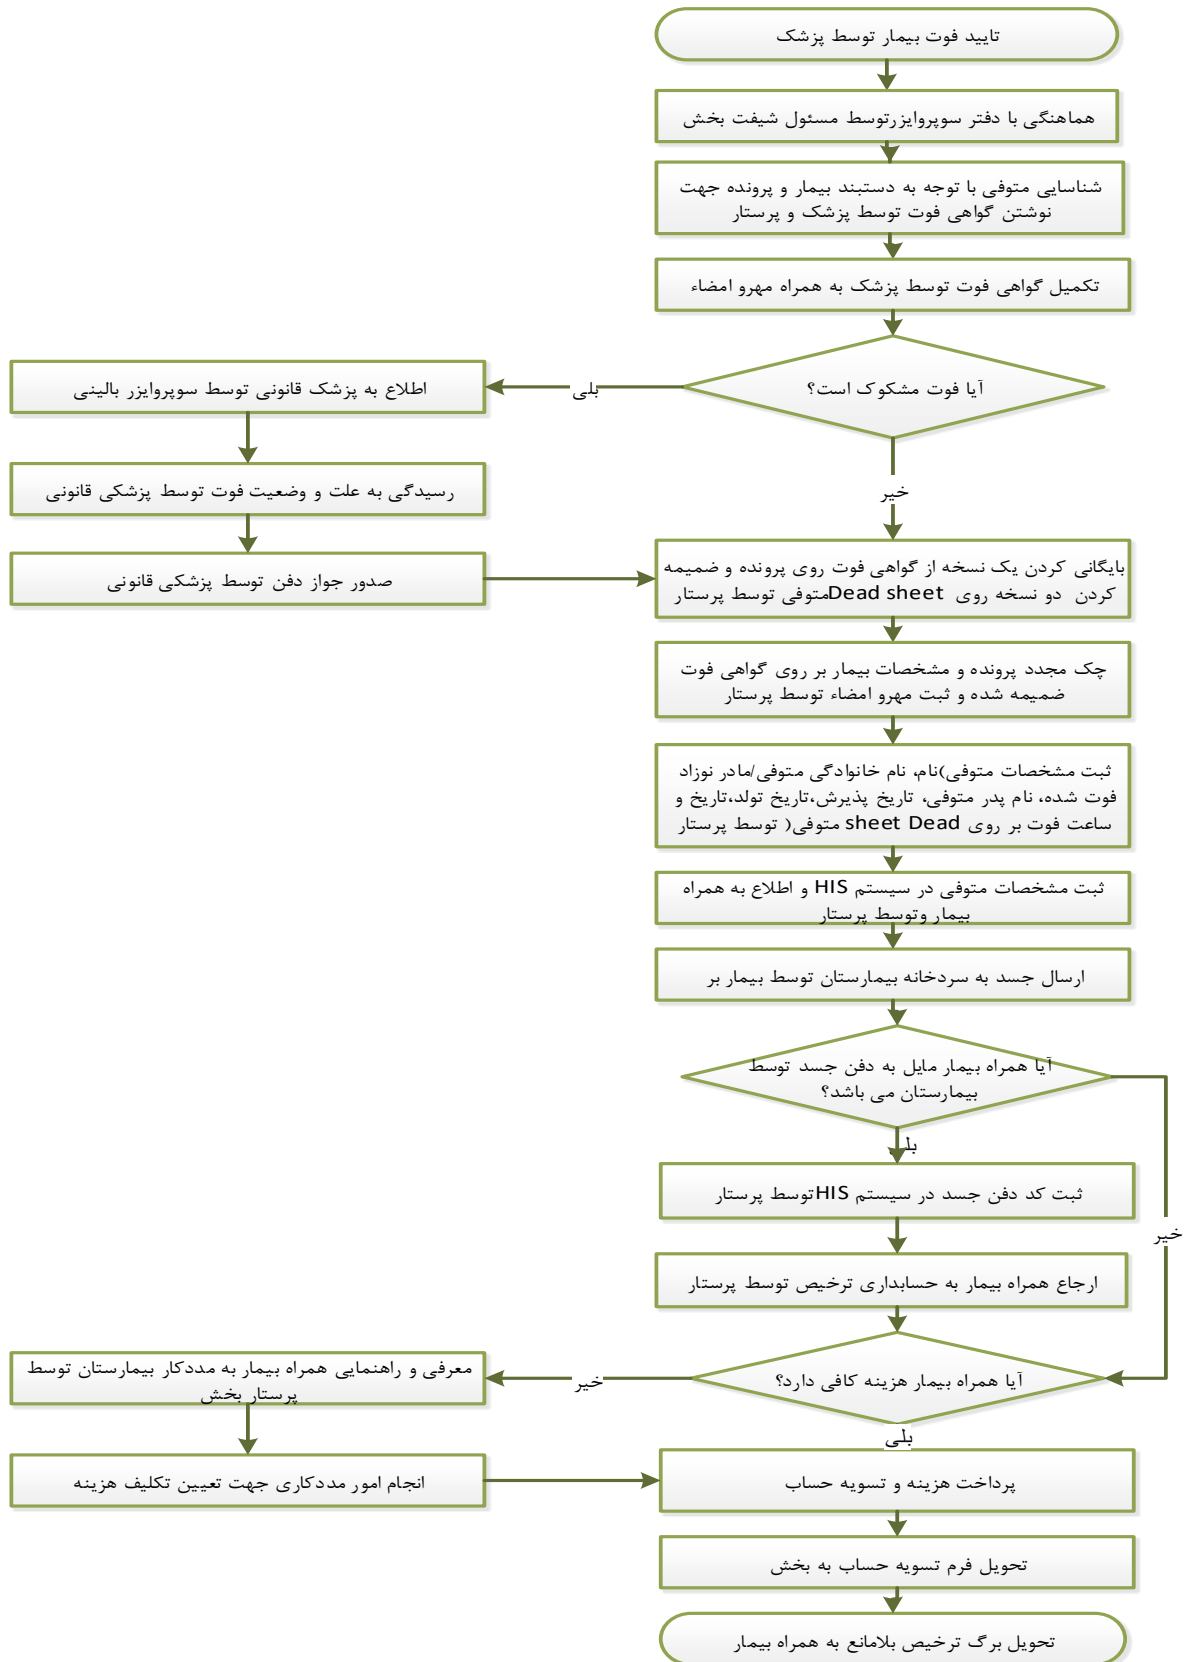 تایید فوت بیمار توسط پزشک
هماهنگی با دفتر سوپروایزرتوسط مسئول شیفت بخش
شناسایی متوفی با توجه به دستبند بیمار و پرونده جهت
نوشتن گواهی فوت توسط پزشک و پرستار
تکمیل گواهی فوت توسط پزشک به همراه مهرو امضاء
آیا فوت مشکوک است؟
بلی
اطلاع به پزشک قانونی توسط سوپروایزر بالینی
رسیدگی به علت و وضعیت فوت توسط پزشکی قانونی
صدور جواز دفن توسط پزشکی قانونی
خیر
بایگانی کردن یک نسخه از گواهی فوت روی پرونده و ضمیمه
کردن دو نسخه روی Dead sheetمتوفی توسط پرستار
چک مجدد پرونده و مشخصات بیمار بر روی گواهی فوت
ضمیمه شده و ثبت مهرو امضاء توسط پرستار
ثبت مشخصات متوفی)نام، نام خانوادگی متوفی/مادر نوزاد
فوت شده، نام پدر متوفی، تاریخ پذیرش،تاریخ تولد،تاریخ و
ساعت فوت بر روی sheet Dead متوفی( توسط پرستار
ثبت مشخصات متوفی در سیستم HIS و اطلاع به همراه
بیمار وتوسط پرستار
ارسال جسد به سردخانه بیمارستان توسط بیمار بر
آیا همراه بیمار مایل به دفن جسد توسط
بیمارستان می باشد؟
بلی
خیر
ثبت کد دفن جسد در سیستم HISتوسط پرستار
ارجاع همراه بیمار به حسابداری ترخیص توسط پرستار
آیا همراه بیمار هزینه کافی دارد؟
خیر
معرفی و راهنمایی همراه بیمار به مددکار بیمارستان توسط
پرستار بخش
انجام امور مددکاری جهت تعیین تکلیف هزینه
بلی
پرداخت هزینه و تسویه حساب
تحویل فرم تسویه حساب به بخش
تحویل برگ ترخیص بلامانع به همراه بیمار